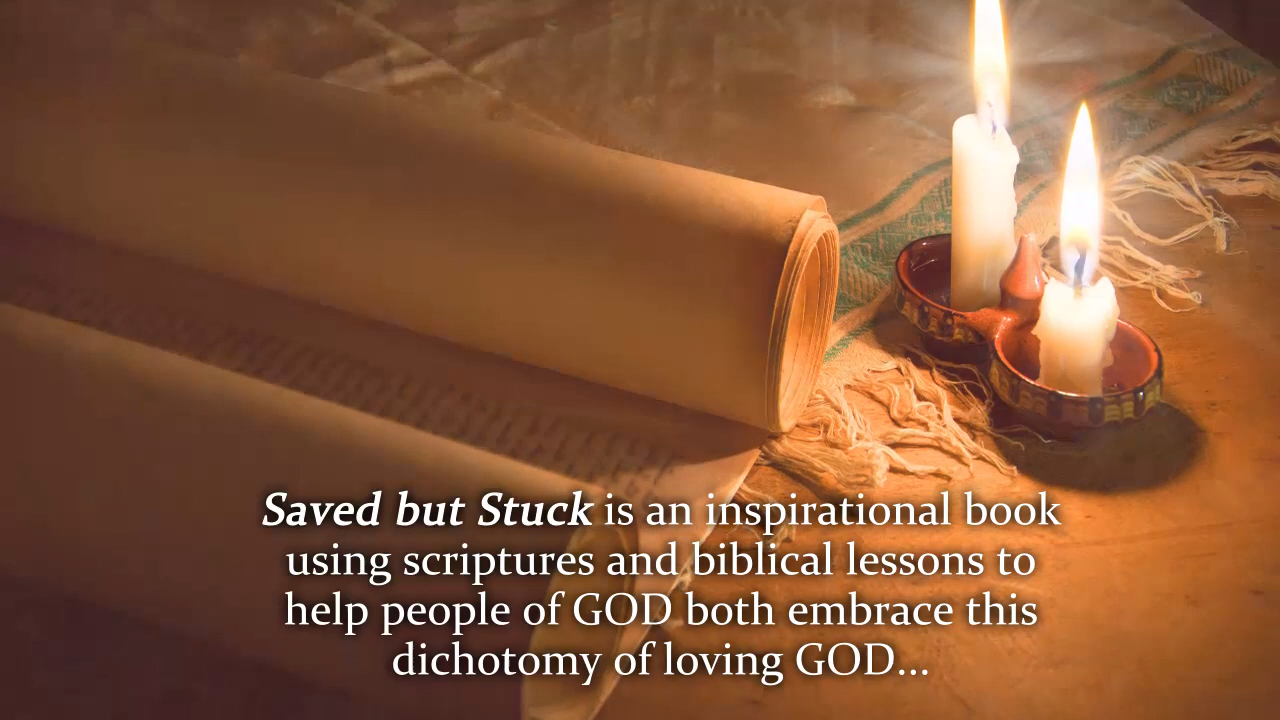 Saved but Stuck is an inspirational book
using scriptures and biblical lessons to
help people of GOD both embrace this
dichotomy of loving GOD...